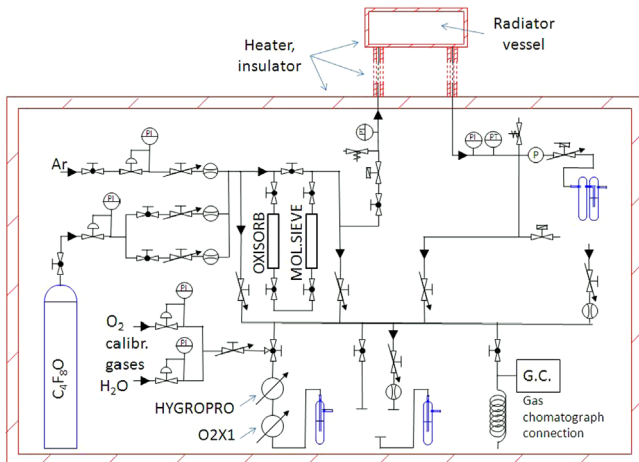 Heater,
insulator
Radiator
vessel
PI
PI
PI
PI
P
Ar
PI
OXISORB
MOL.SIEVE
C4F8O
PI
O2
calibr.
gases
H2O
PI
HYGROPRO
O2X1
G.C.
Gas
chomatograph
connection